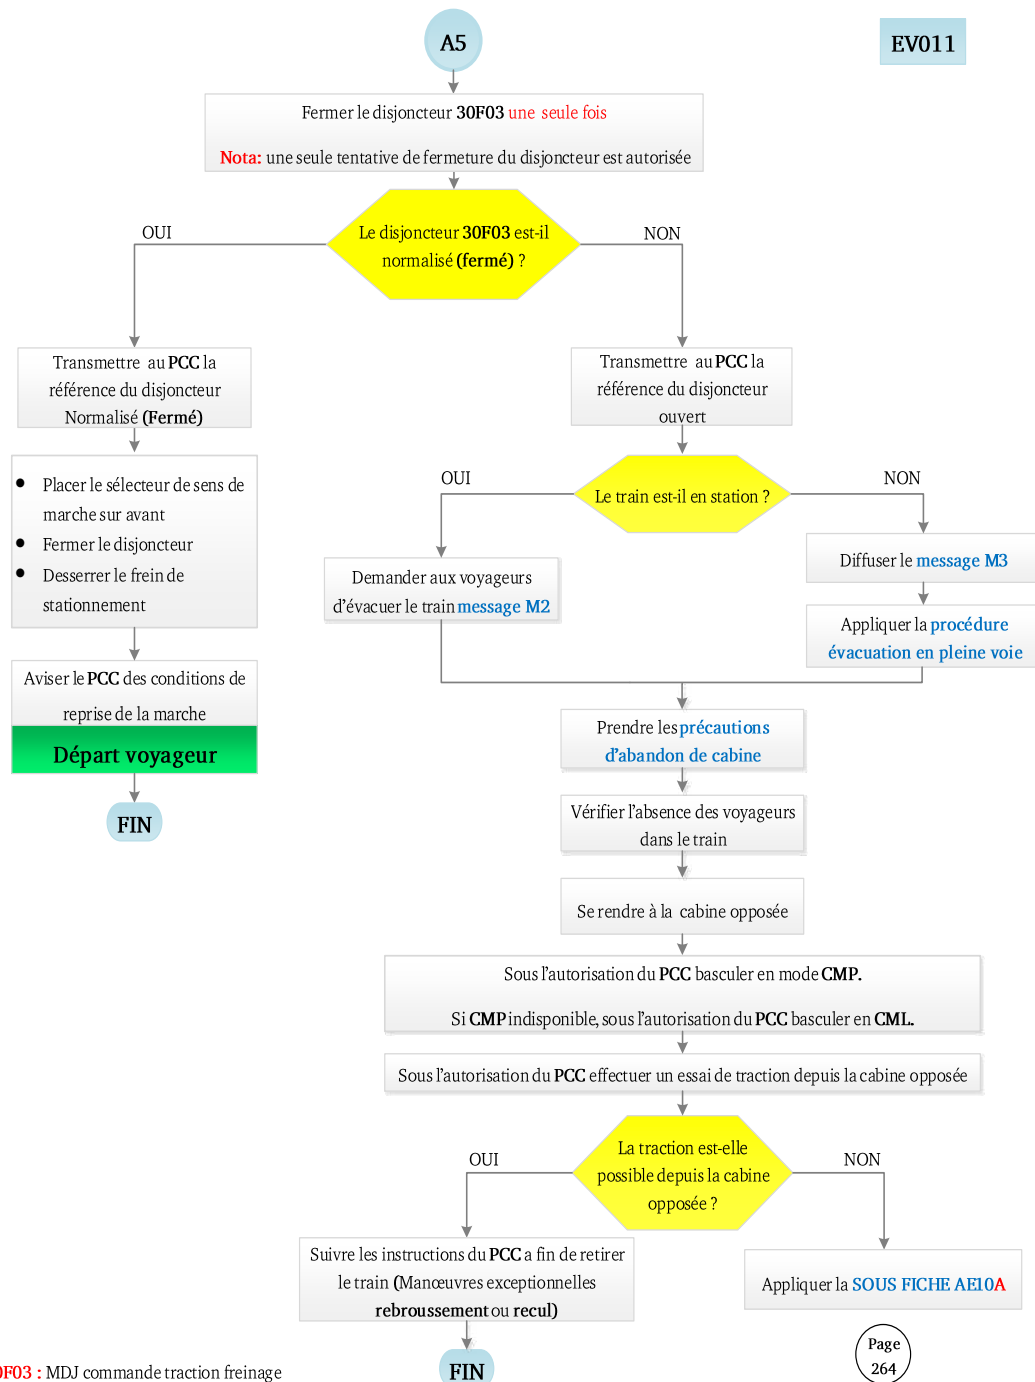 A5
EV011
Fermer le disjoncteur 30F03 une seule fois
Nota: une seule tentative de fermeture du disjoncteur est autorisée
Le disjoncteur 30F03 est-il
normalisé (fermé) ?
OUI
NON
Transmettre au PCC la
référence du disjoncteur
Normalisé (Fermé)
Transmettre au PCC la
référence du disjoncteur
ouvert
• Placer le sélecteur de sens de
marche sur avant
• Fermer le disjoncteur
• Desserrer le frein de
stationnement
Le train est-il en station ?
OUI
NON
Demander aux voyageurs
d'évacuer le train message M2
Diffuser le message M3
Appliquer la procédure
évacuation en pleine voie
Aviser le PCC des conditions de
reprise de la marche
Départ voyageur
FIN
Prendre les précautions
d'abandon de cabine
Vérifier l'absence des voyageurs
dans le train
Se rendre à la cabine opposée
Sous l'autorisation du PCC basculer en mode CMP.
Si CMP indisponible, sous l'autorisation du PCC basculer en CML.
Sous l'autorisation du PCC effectuer un essai de traction depuis la cabine opposée
La traction est-elle
possible depuis la cabine
opposée ?
OUI
NON
Suivre les instructions du PCC a fin de retirer
le train (Manœuvres exceptionnelles
rebroussement ou recul)
Appliquer la SOUS FICHE AE10A
FIN
Page
264
0F03 : MDJ commande traction freinage